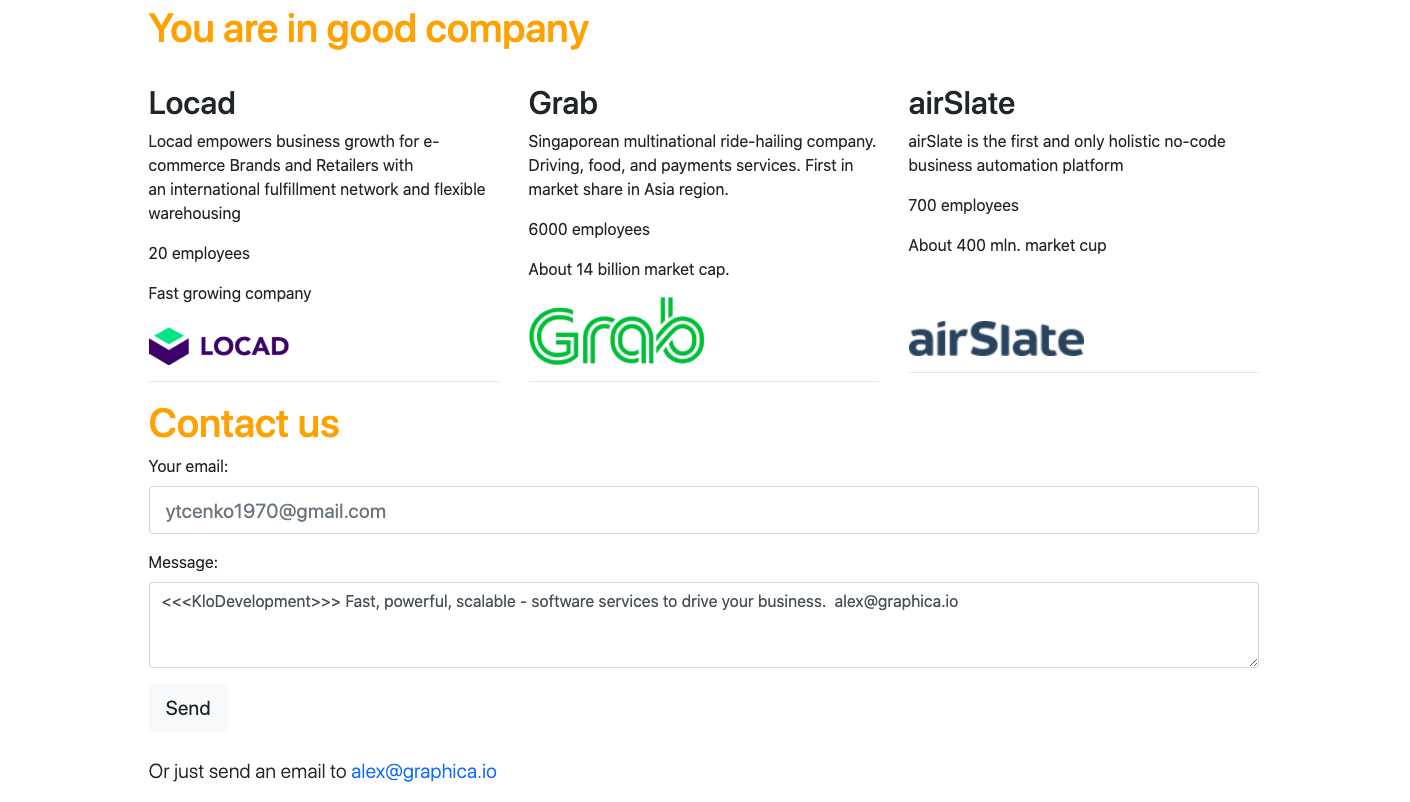 You are in good company
Locad
Locad empowers business growth for e-
commerce Brands and Retailers with
an international fulfillment network and flexible
warehousing
20 employees
Fast growing company
LOCAD
Grab
Singaporean multinational ride-hailing company.
Driving, food, and payments services. First in
market share in Asia region.
6000 employees
About 14 billion market cap.
Grab
airSlate
airSlate is the first and only holistic no-code
business automation platform
700 employees
About 400 mln. market cup
airSlate
Contact us
Your email:
ytcenko1970@gmail.com
Message:
<<<KloDevelopment>>> Fast, powerful, scalable - software services to drive your business.  alex@graphica.io
Send
Or just send an email to alex@graphica.io